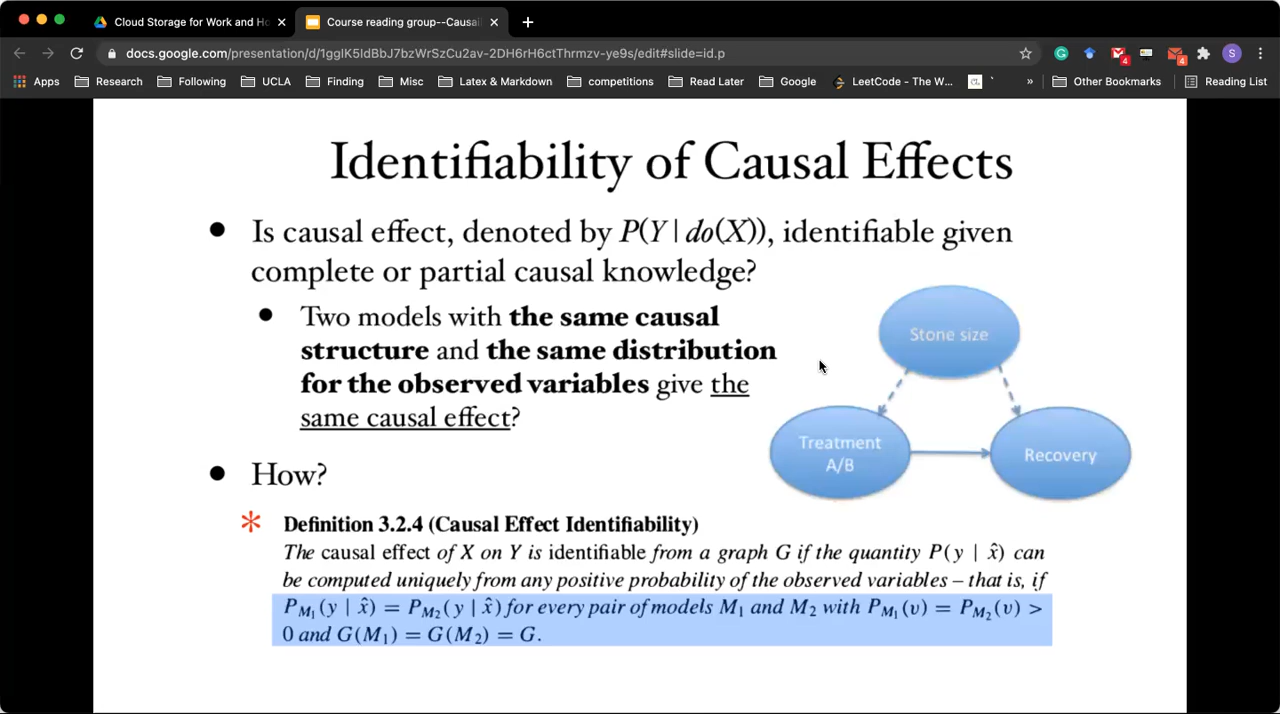 Cloud Storage for Work and Ho
Course reading group--Causal
docs.google.com/presentation/d/1ggIK5IdBbJ7bzWrSzCu2av-2DH6rH6ctThrmzv-ye9s/edit#slide=id.p
4
4
S
Apps
Research
Following
UCLA
Finding
Misc
Latex & Markdown
competitions
Read Later
Google
LeetCode - The W...
CL
»
Other Bookmarks
Reading List
Identifiability of Causal Effects
• Is causal effect, denoted by P(Y | do(X)), identifiable given
complete or partial causal knowledge?
• Two models with the same causal
structure and the same distribution
for the observed variables give the
same causal effect?
Stone size
Treatment
A/B
Recovery
• How?
* Definition 3.2.4 (Causal Effect Identifiability)
The causal effect of X on Y is identifiable from a graph G if the quantity P(y | x̂) can
be computed uniquely from any positive probability of the observed variables – that is, if
P_M₁(y | x̂) = P_M₂(y | x̂) for every pair of models M₁ and M₂ with P_M₁(v) = P_M₂(v) >
0 and G(M₁) = G(M₂) = G.